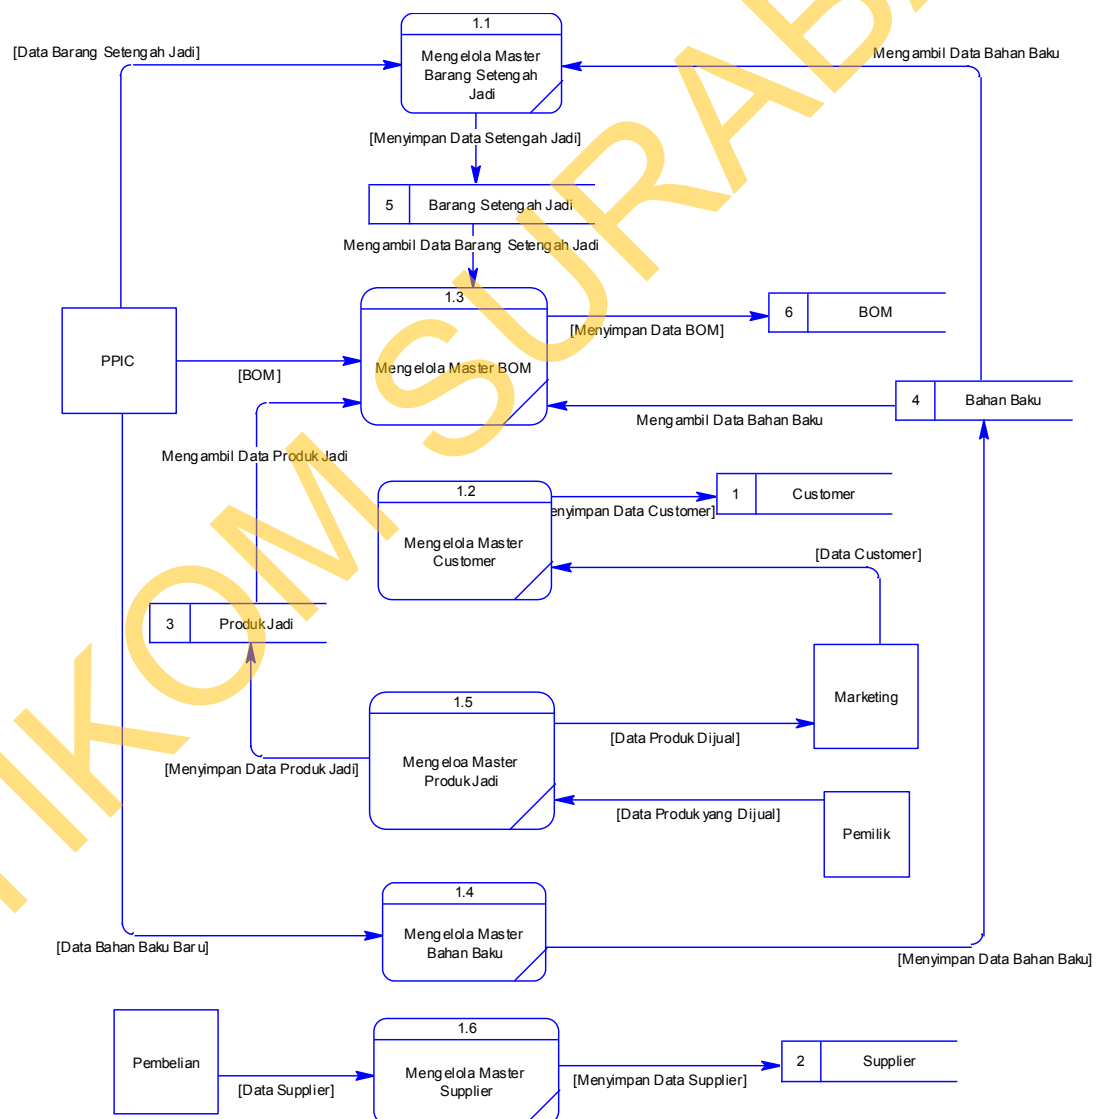 1.1
[Data Barang Setengah Jadi]
Mengelola Master
Barang Setengah
Jadi
Mengambil Data Bahan Baku
[Menyimpan Data Setengah Jadi]
5 Barang Setengah Jadi
Mengambil Data Barang Setengah Jadi
1.3
Mengelola Master BOM
[Menyimpan Data BOM]
6 BOM
PPIC
[BOM]
4 Bahan Baku
Mengambil Data Bahan Baku
Mengambil Data Produk Jadi
1.2
Mengelola Master
Customer
enyimpan Data Customer]
1 Customer
[Data Customer]
3 Produk Jadi
Marketing
1.5
Mengeloa Master
Produk Jadi
[Data Produk Dijual]
[Menyimpan Data Produk Jadi]
[Data Produk yang Dijual]
Pemilik
1.4
Mengelola Master
Bahan Baku
[Data Bahan Baku Baru]
[Menyimpan Data Bahan Baku]
Pembelian
1.6
Mengelola Master
Supplier
[Data Supplier]
[Menyimpan Data Supplier]
2 Supplier
IKOM SURABA